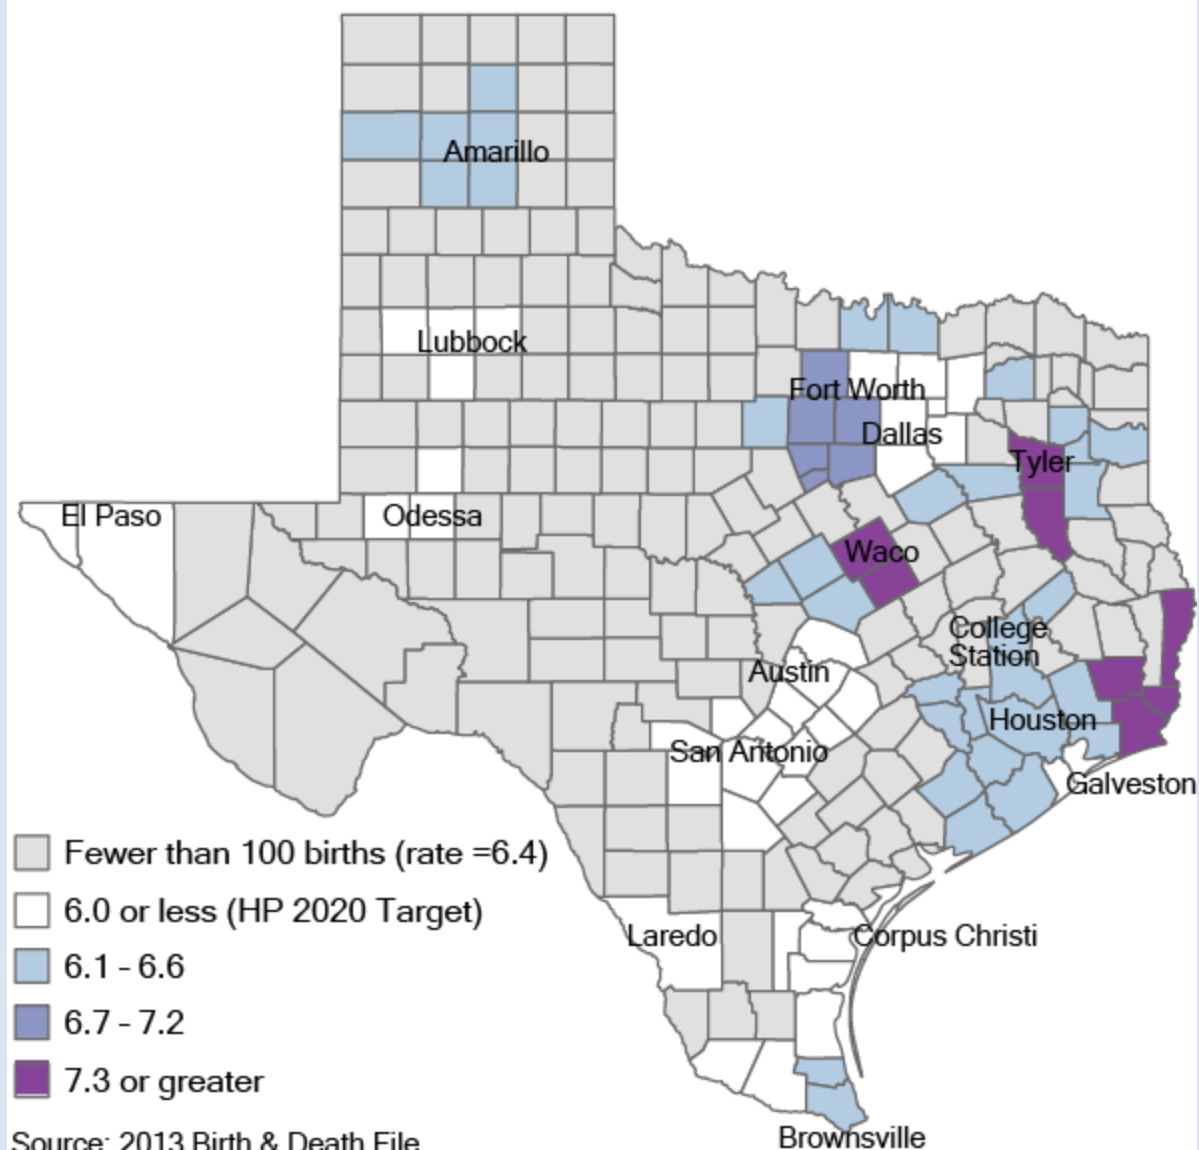 Amarillo
Lubbock
Fort Worth
Dallas
Tyler
El Paso
Odessa
Waco
College
Station
Austin
Houston
San Antonio
Galveston
Fewer than 100 births (rate =6.4)
6.0 or less (HP 2020 Target)
Laredo
Corpus Christi
6.1 - 6.6
6.7 - 7.2
7.3 or greater
Source: 2013 Birth & Death File
Brownsville